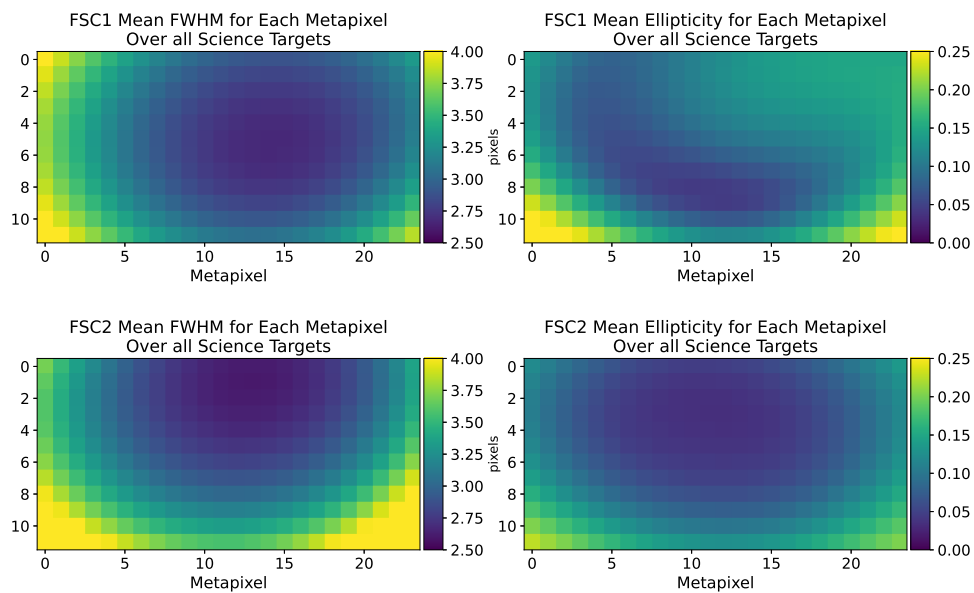 FSC1 Mean FWHM for Each Metapixel
Over all Science Targets
0
2
4
6
8
10
0 5 10 15 20
Metapixel
4.00
3.75
3.50
3.25
3.00
2.75
2.50
pixels
FSC1 Mean Ellipticity for Each Metapixel
Over all Science Targets
0
2
4
6
8
10
0 5 10 15 20
Metapixel
0.25
0.20
0.15
0.10
0.05
0.00
FSC2 Mean FWHM for Each Metapixel
Over all Science Targets
0
2
4
6
8
10
0 5 10 15 20
Metapixel
4.00
3.75
3.50
3.25
3.00
2.75
2.50
pixels
FSC2 Mean Ellipticity for Each Metapixel
Over all Science Targets
0
2
4
6
8
10
0 5 10 15 20
Metapixel
0.25
0.20
0.15
0.10
0.05
0.00